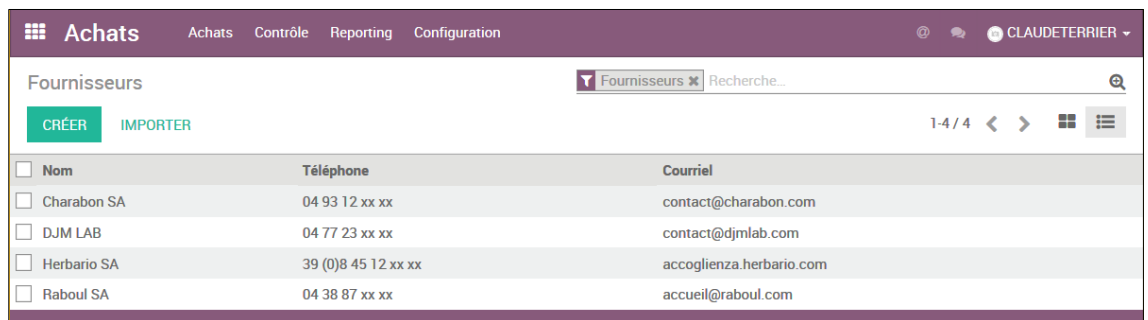 Achats Achats Contrôle Reporting Configuration @ CLAUDETERRIER
Fournisseurs Fournisseurs Recherche...
CRÉER IMPORTER 1-4 / 4
Nom Téléphone Courriel
Charabon SA 04 93 12 xx xx contact@charabon.com
DJM LAB 04 77 23 xx xx contact@djmlab.com
Herbario SA 39 (0)8 45 12 xx xx accoglienza.herbario.com
Raboul SA 04 38 87 xx xx accueil@raboul.com